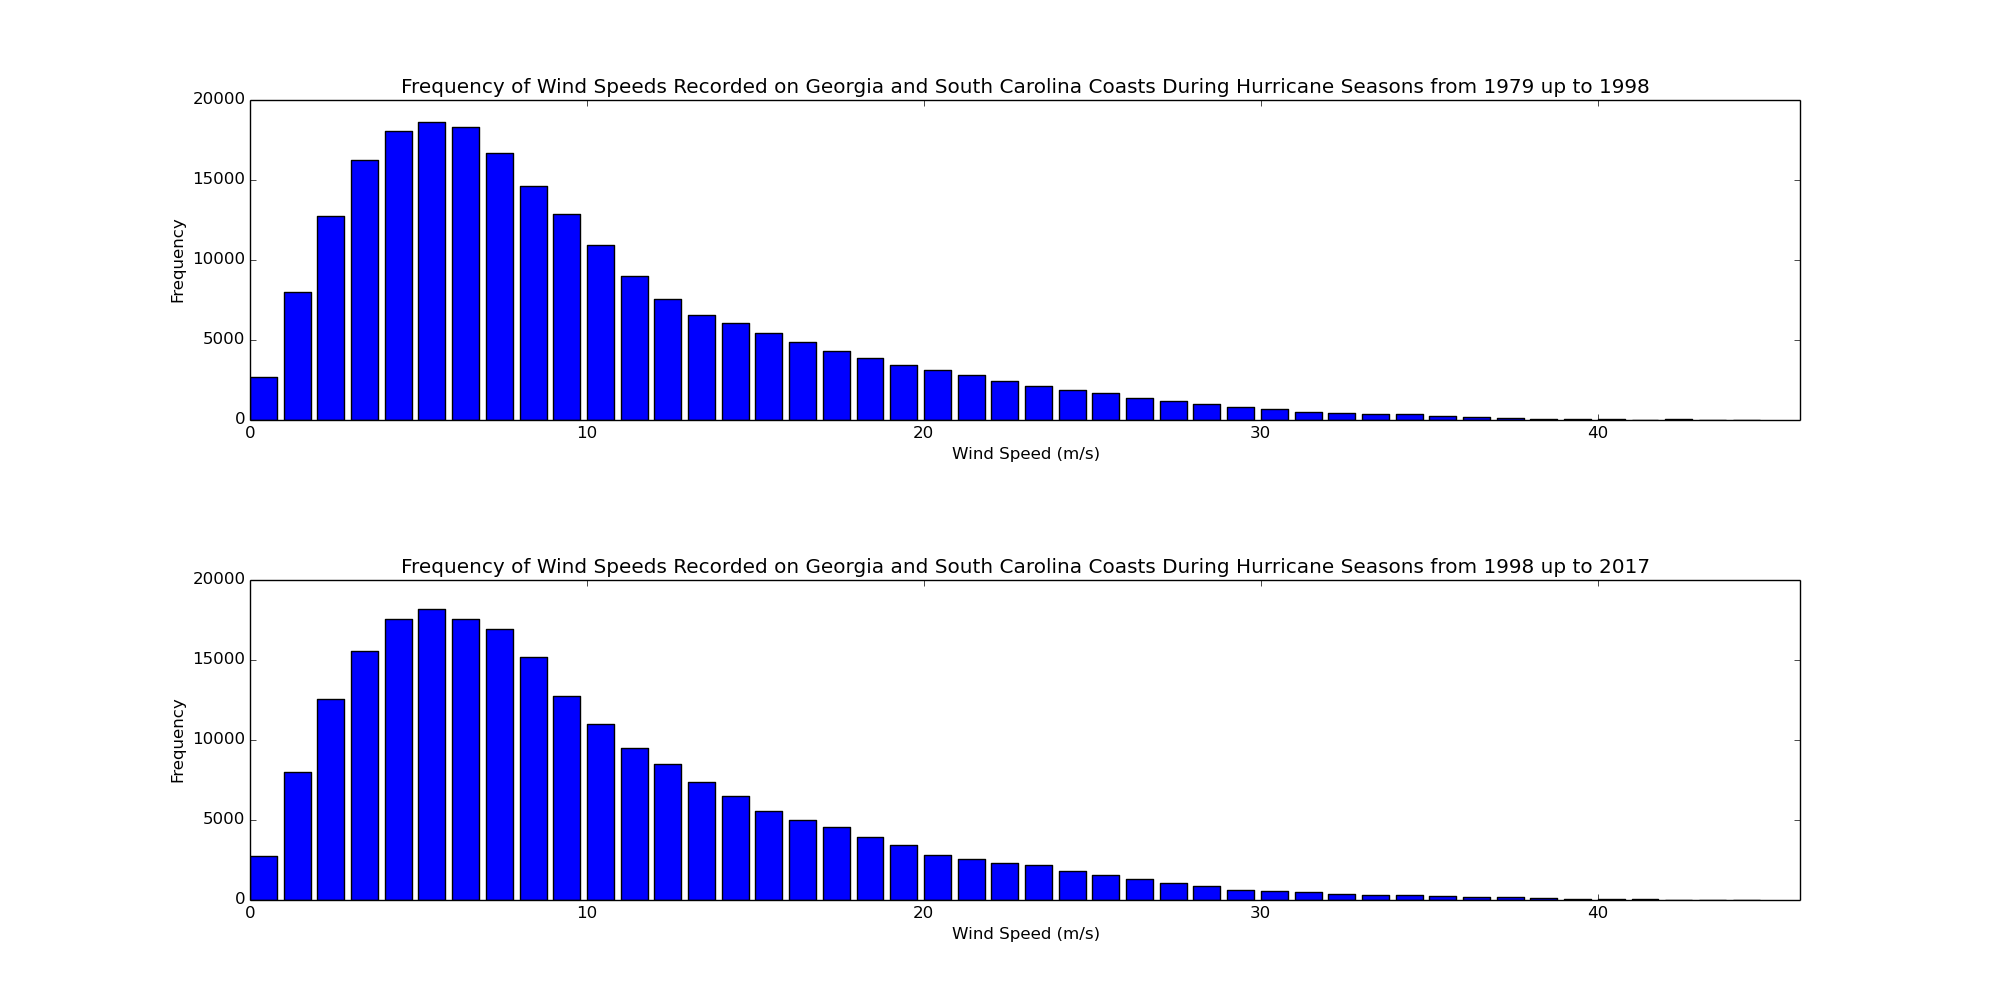 Frequency of Wind Speeds Recorded on Georgia and South Carolina Coasts During Hurricane Seasons from 1979 up to 1998
20000
15000
10000
5000
0
Frequency
0 10 20 30 40
Wind Speed (m/s)
Frequency of Wind Speeds Recorded on Georgia and South Carolina Coasts During Hurricane Seasons from 1998 up to 2017
20000
15000
10000
5000
0
Frequency
0 10 20 30 40
Wind Speed (m/s)